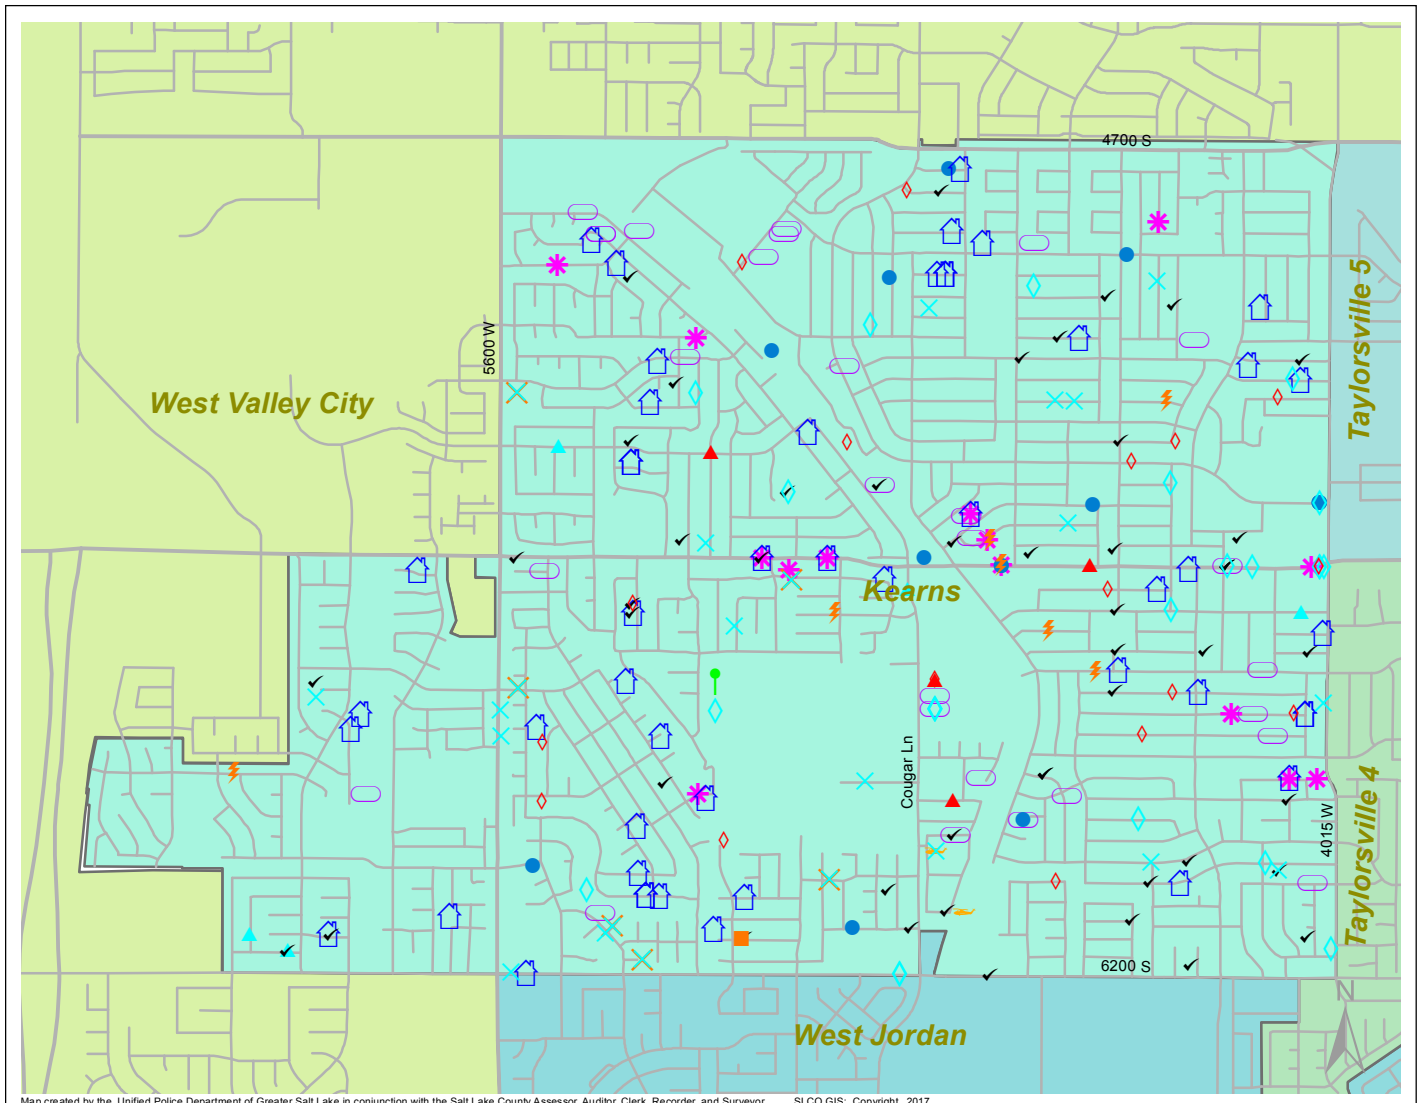 4700 S
Taylorsville 5
5600 W
West Valley City
Kearns
Cougar Ln
4015 W
Taylorsville 4
6200 S
N
West Jordan
Map created by the Unified Police Department of Greater Salt Lake in conjunction with the Salt Lake County Assessor, Auditor, Clerk, Recorder, and Surveyor. SLCO GIS: Copyright, 2017